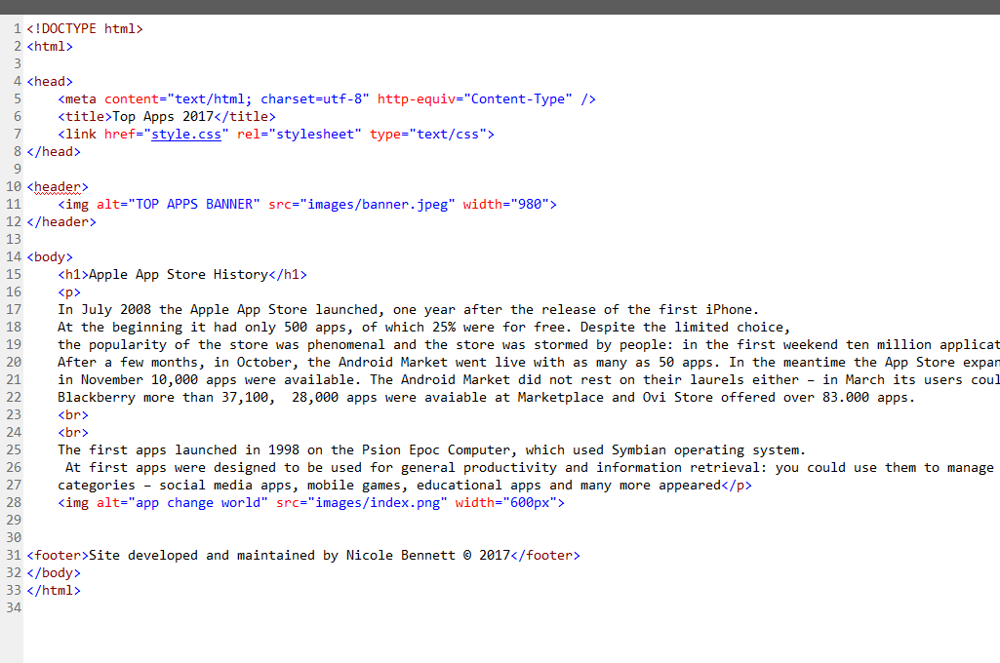 1 <!DOCTYPE html>
2 <html>
3
4 <head>
5 <meta content="text/html; charset=utf-8" http-equiv="Content-Type" />
6 <title>Top Apps 2017</title>
7 <link href="style.css" rel="stylesheet" type="text/css">
8 </head>
9
10 <header>
11 <img alt="TOP APPS BANNER" src="images/banner.jpeg" width="980">
12 </header>
13
14 <body>
15 <h1>Apple App Store History</h1>
16 <p>
17 In July 2008 the Apple App Store launched, one year after the release of the first iPhone.
18 At the beginning it had only 500 apps, of which 25% were for free. Despite the limited choice,
19 the popularity of the store was phenomenal and the store was stormed by people: in the first weekend ten million applicat
20 After a few months, in October, the Android Market went live with as many as 50 apps. In the meantime the App Store expan
21 in November 10,000 apps were available. The Android Market did not rest on their laurels either – in March its users coul
22 Blackberry more than 37,100, 28,000 apps were avaiable at Marketplace and Ovi Store offered over 83.000 apps.
23 <br>
24 <br>
25 The first apps launched in 1998 on the Psion Epoc Computer, which used Symbian operating system.
26 At first apps were designed to be used for general productivity and information retrieval: you could use them to manage
27 categories – social media apps, mobile games, educational apps and many more appeared</p>
28 <img alt="app change world" src="images/index.png" width="600px">
29
30
31 <footer>Site developed and maintained by Nicole Bennett © 2017</footer>
32 </body>
33 </html>
34